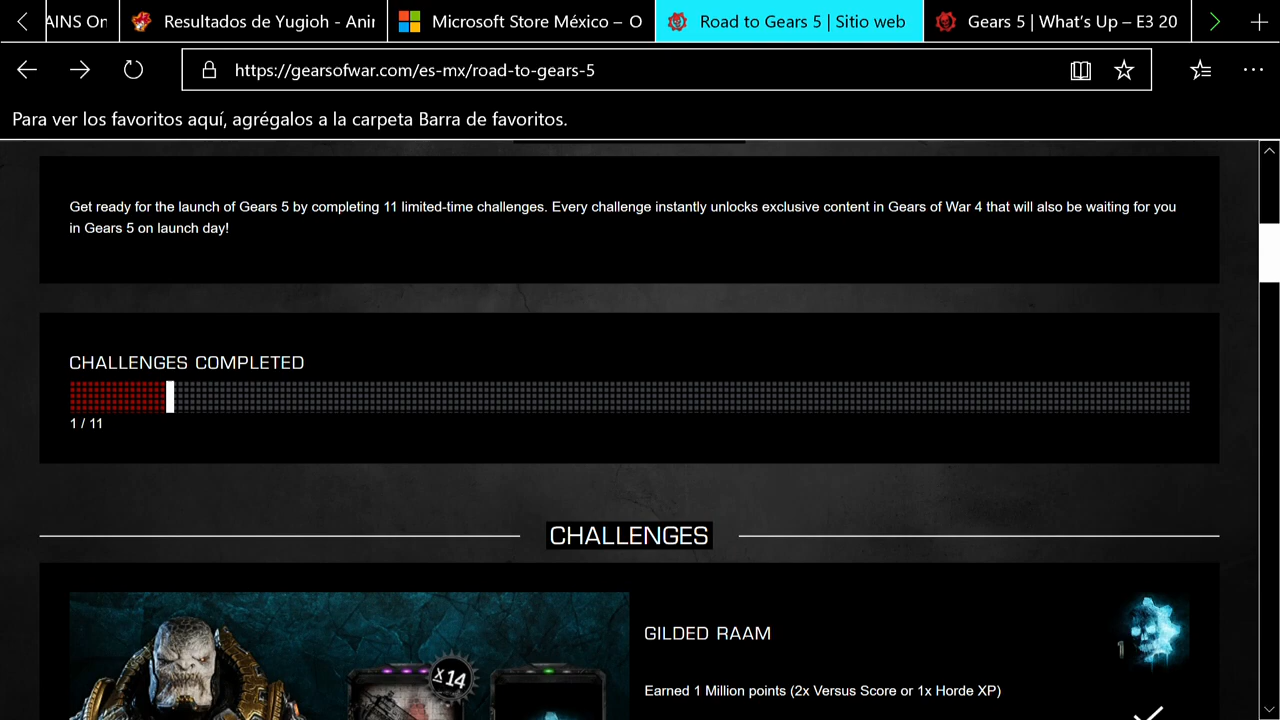 AINS On
Resultados de Yugioh - Anir
Microsoft Store México – O
Road to Gears 5 | Sitio web
Gears 5 | What's Up – E3 20
https://gearsofwar.com/es-mx/road-to-gears-5
Para ver los favoritos aquí, agrégalos a la carpeta Barra de favoritos.
Get ready for the launch of Gears 5 by completing 11 limited-time challenges. Every challenge instantly unlocks exclusive content in Gears of War 4 that will also be waiting for you
in Gears 5 on launch day!
CHALLENGES COMPLETED
1 / 11
CHALLENGES
x14
GILDED RAAM
Earned 1 Million points (2x Versus Score or 1x Horde XP)